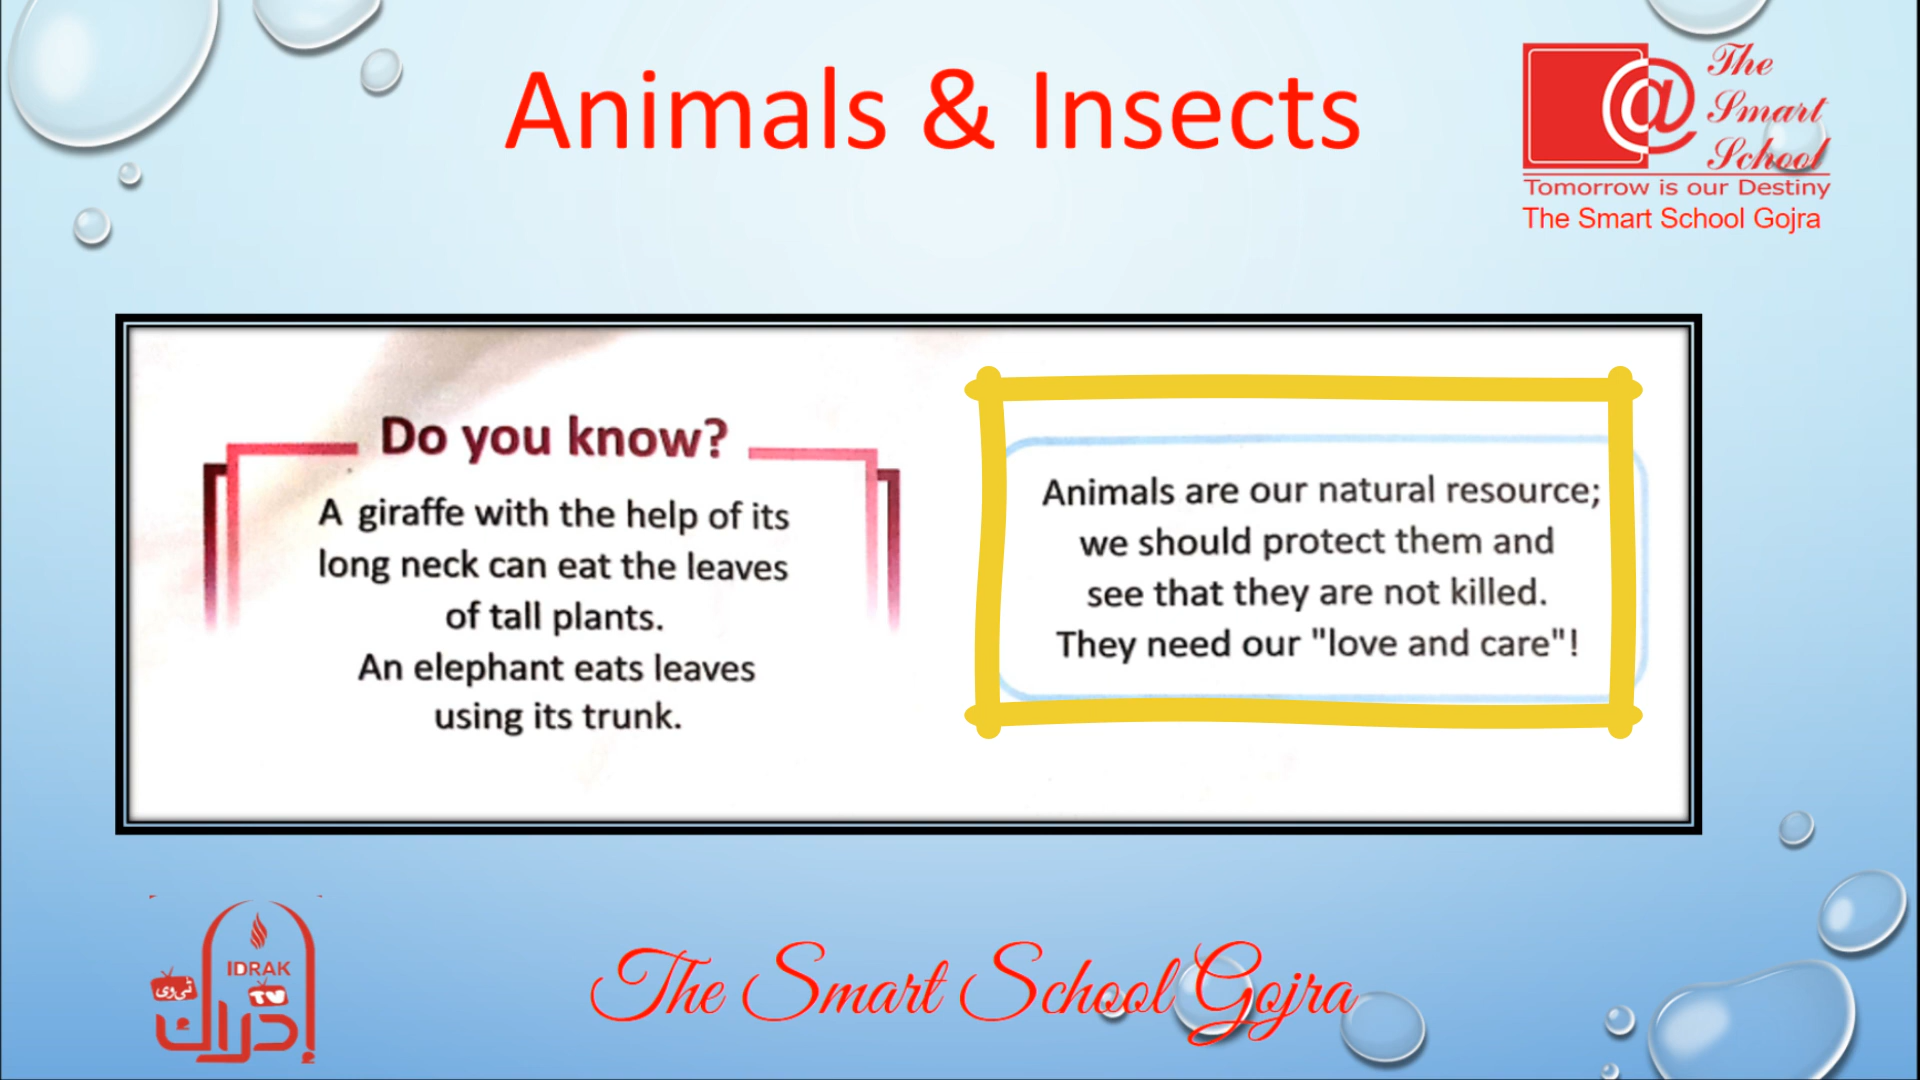 Animals & Insects
The
Smart
School
Tomorrow is our Destiny
The Smart School Gojra
Do you know?
A giraffe with the help of its
long neck can eat the leaves
of tall plants.
An elephant eats leaves
using its trunk.
Animals are our natural resource;
we should protect them and
see that they are not killed.
They need our "love and care"!
IDRAK
ٹی وی
TV
إدراك
The Smart School Gojra